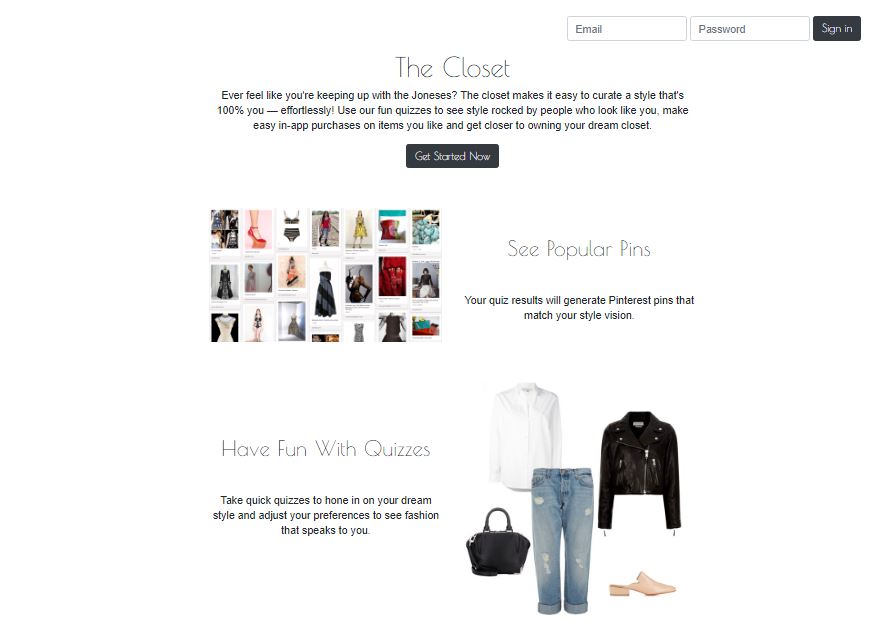 Email
Password
Sign in
The Closet
Ever feel like you're keeping up with the Joneses? The closet makes it easy to curate a style that's
100% you — effortlessly! Use our fun quizzes to see style rocked by people who look like you, make
easy in-app purchases on items you like and get closer to owning your dream closet.
Get Started Now
See Popular Pins
Your quiz results will generate Pinterest pins that
match your style vision.
Have Fun With Quizzes
Take quick quizzes to hone in on your dream
style and adjust your preferences to see fashion
that speaks to you.